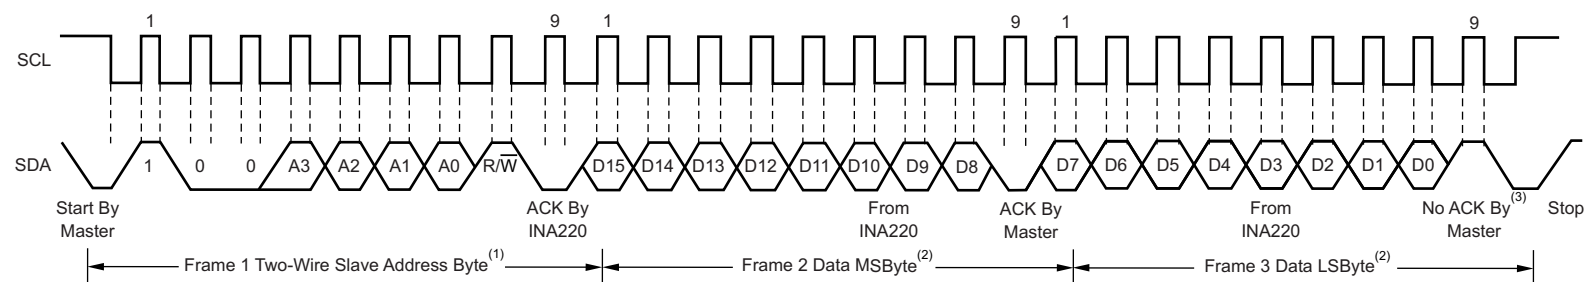 1 9 1 9 1 9
SCL
SDA 1 0 0 A3 A2 A1 A0 R/W̅ D15 D14 D13 D12 D11 D10 D9 D8 D7 D6 D5 D4 D3 D2 D1 D0
Start By Master
ACK By INA220
From INA220
ACK By Master
From INA220
No ACK By(3) Master
Stop
Frame 1 Two-Wire Slave Address Byte(1)
Frame 2 Data MSByte(2)
Frame 3 Data LSByte(2)